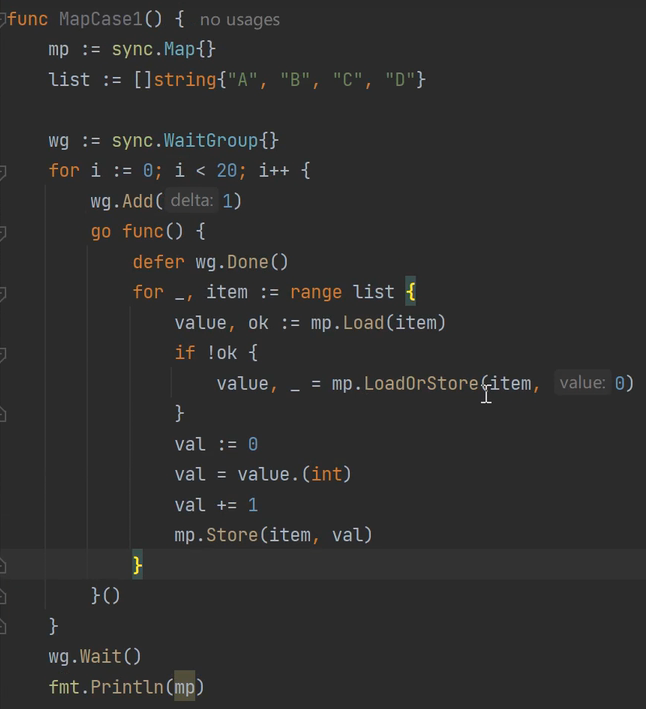 func MapCase1() { no usages
mp := sync.Map{}
list := []string{"A", "B", "C", "D"}
wg := sync.WaitGroup{}
for i := 0; i < 20; i++ {
wg.Add( delta: 1)
go func() {
defer wg.Done()
for _, item := range list {
value, ok := mp.Load(item)
if !ok {
value, _ = mp.LoadOrStore(item, value: 0)
}
val := 0
val = value.(int)
val += 1
mp.Store(item, val)
}
}()
}
wg.Wait()
fmt.Println(mp)